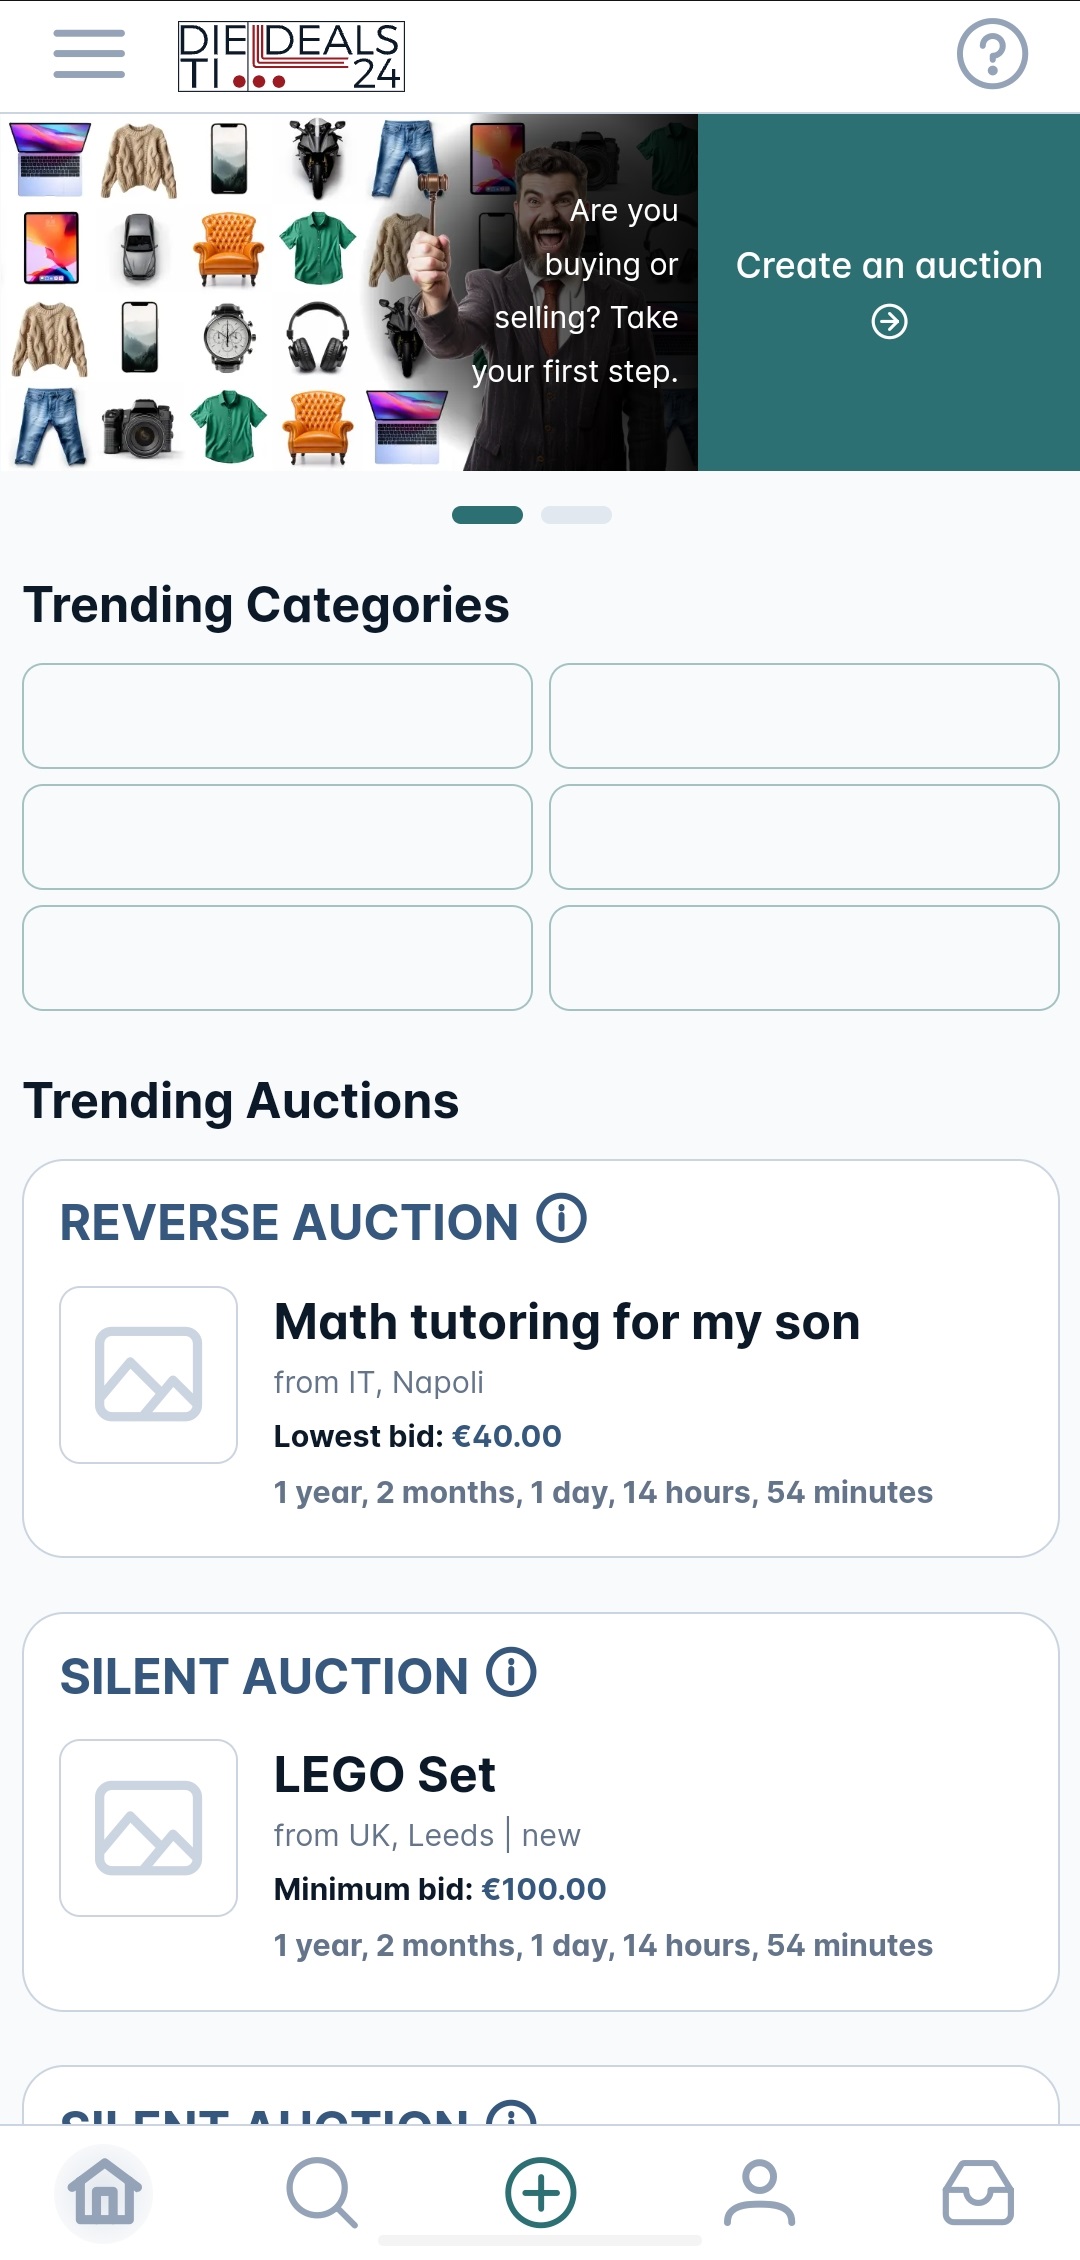 DIE DEALS
TI ... 24
Are you
buying or
selling? Take
your first step.
Create an auction
Trending Categories
Trending Auctions
REVERSE AUCTION
Math tutoring for my son
from IT, Napoli
Lowest bid: €40.00
1 year, 2 months, 1 day, 14 hours, 54 minutes
SILENT AUCTION
LEGO Set
from UK, Leeds | new
Minimum bid: €100.00
1 year, 2 months, 1 day, 14 hours, 54 minutes
SILENT AUCTION